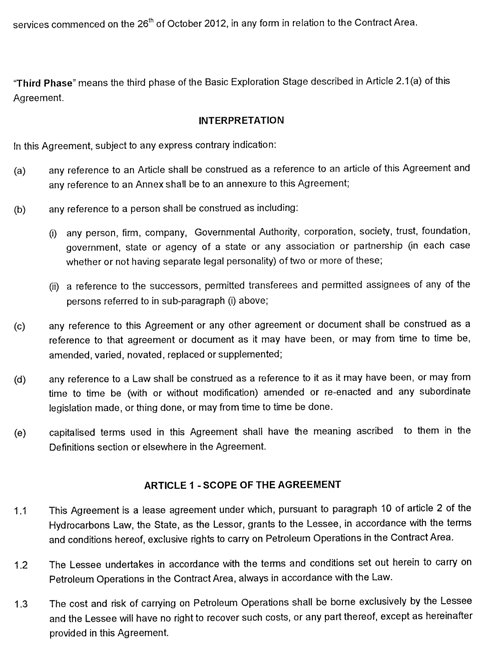 services commenced on the 26th of October 2012, in any form in relation to the Contract Area.
"Third Phase" means the third phase of the Basic Exploration Stage described in Article 2.1(a) of this
Agreement.
INTERPRETATION
In this Agreement, subject to any express contrary indication:
(a) any reference to an Article shall be construed as a reference to an article of this Agreement and
any reference to an Annex shall be to an annexure to this Agreement;
(b) any reference to a person shall be construed as including:
(i) any person, firm, company, Governmental Authority, corporation, society, trust, foundation,
government, state or agency of a state or any association or partnership (in each case
whether or not having separate legal personality) of two or more of these;
(ii) a reference to the successors, permitted transferees and permitted assignees of any of the
persons referred to in sub-paragraph (i) above;
(c) any reference to this Agreement or any other agreement or document shall be construed as a
reference to that agreement or document as it may have been, or may from time to time be,
amended, varied, novated, replaced or supplemented;
(d) any reference to a Law shall be construed as a reference to it as it may have been, or may from
time to time be (with or without modification) amended or re-enacted and any subordinate
legislation made, or thing done, or may from time to time be done.
(e) capitalised terms used in this Agreement shall have the meaning ascribed to them in the
Definitions section or elsewhere in the Agreement.
ARTICLE 1 - SCOPE OF THE AGREEMENT
1.1 This Agreement is a lease agreement under which, pursuant to paragraph 10 of article 2 of the
Hydrocarbons Law, the State, as the Lessor, grants to the Lessee, in accordance with the terms
and conditions hereof, exclusive rights to carry on Petroleum Operations in the Contract Area.
1.2 The Lessee undertakes in accordance with the terms and conditions set out herein to carry on
Petroleum Operations in the Contract Area, always in accordance with the Law.
1.3 The cost and risk of carrying on Petroleum Operations shall be borne exclusively by the Lessee
and the Lessee will have no right to recover such costs, or any part thereof, except as hereinafter
provided in this Agreement.